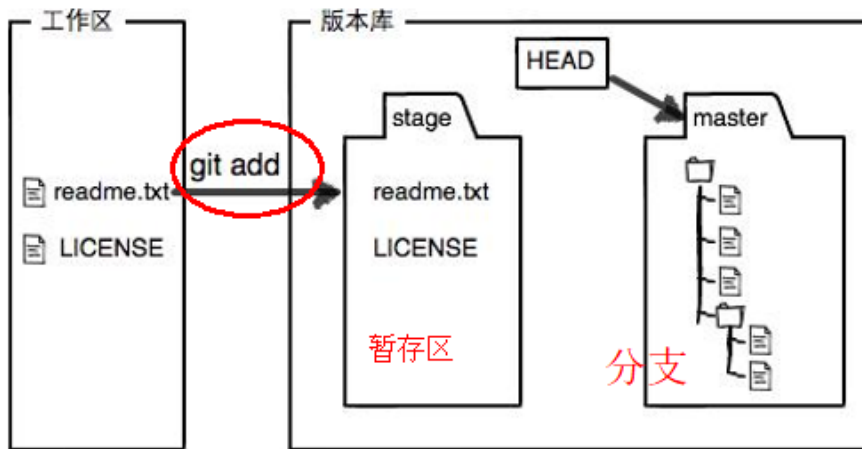 工作区
版本库
HEAD
stage
master
git add
readme.txt
readme.txt
LICENSE
LICENSE
暂存区
分支